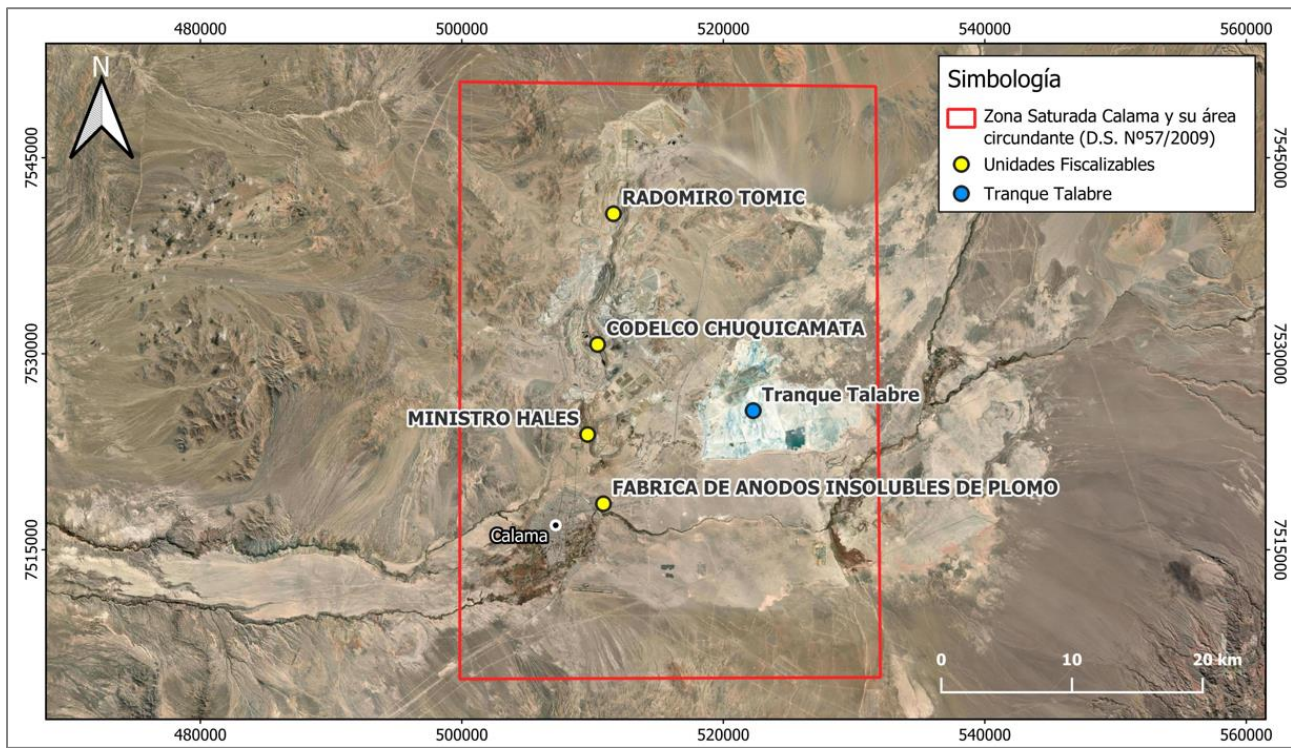 480000
500000
520000
540000
560000
N
Simbología
Zona Saturada Calama y su área
circundante (D.S. Nº57/2009)
Unidades Fiscalizables
Tranque Talabre
7545000
7545000
RADOMIRO TOMIC
CODELCO CHUQUICAMATA
7530000
7530000
Tranque Talabre
MINISTRO HALES
FABRICA DE ANODOS INSOLUBLES DE PLOMO
Calama
7515000
7515000
0
10
20 km
480000
500000
520000
540000
560000